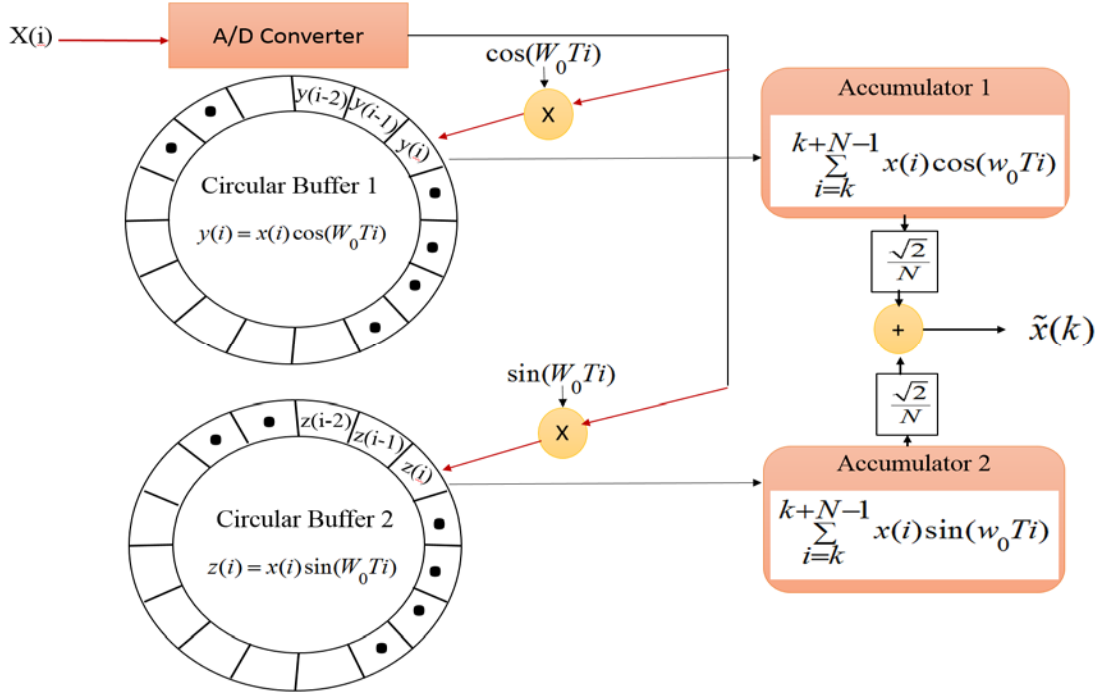 X(i)
A/D Converter
cos(W₀Ti)
X
y(i-2)
y(i-1)
y(i)
Circular Buffer 1
y(i) = x(i)cos(W₀Ti)
Accumulator 1
k+N−1
∑ x(i)cos(w₀Ti)
i=k
√2
N
+
x̃(k)
sin(W₀Ti)
X
√2
N
z(i-2)
z(i-1)
z(i)
Circular Buffer 2
z(i) = x(i)sin(W₀Ti)
Accumulator 2
k+N−1
∑ x(i)sin(w₀Ti)
i=k